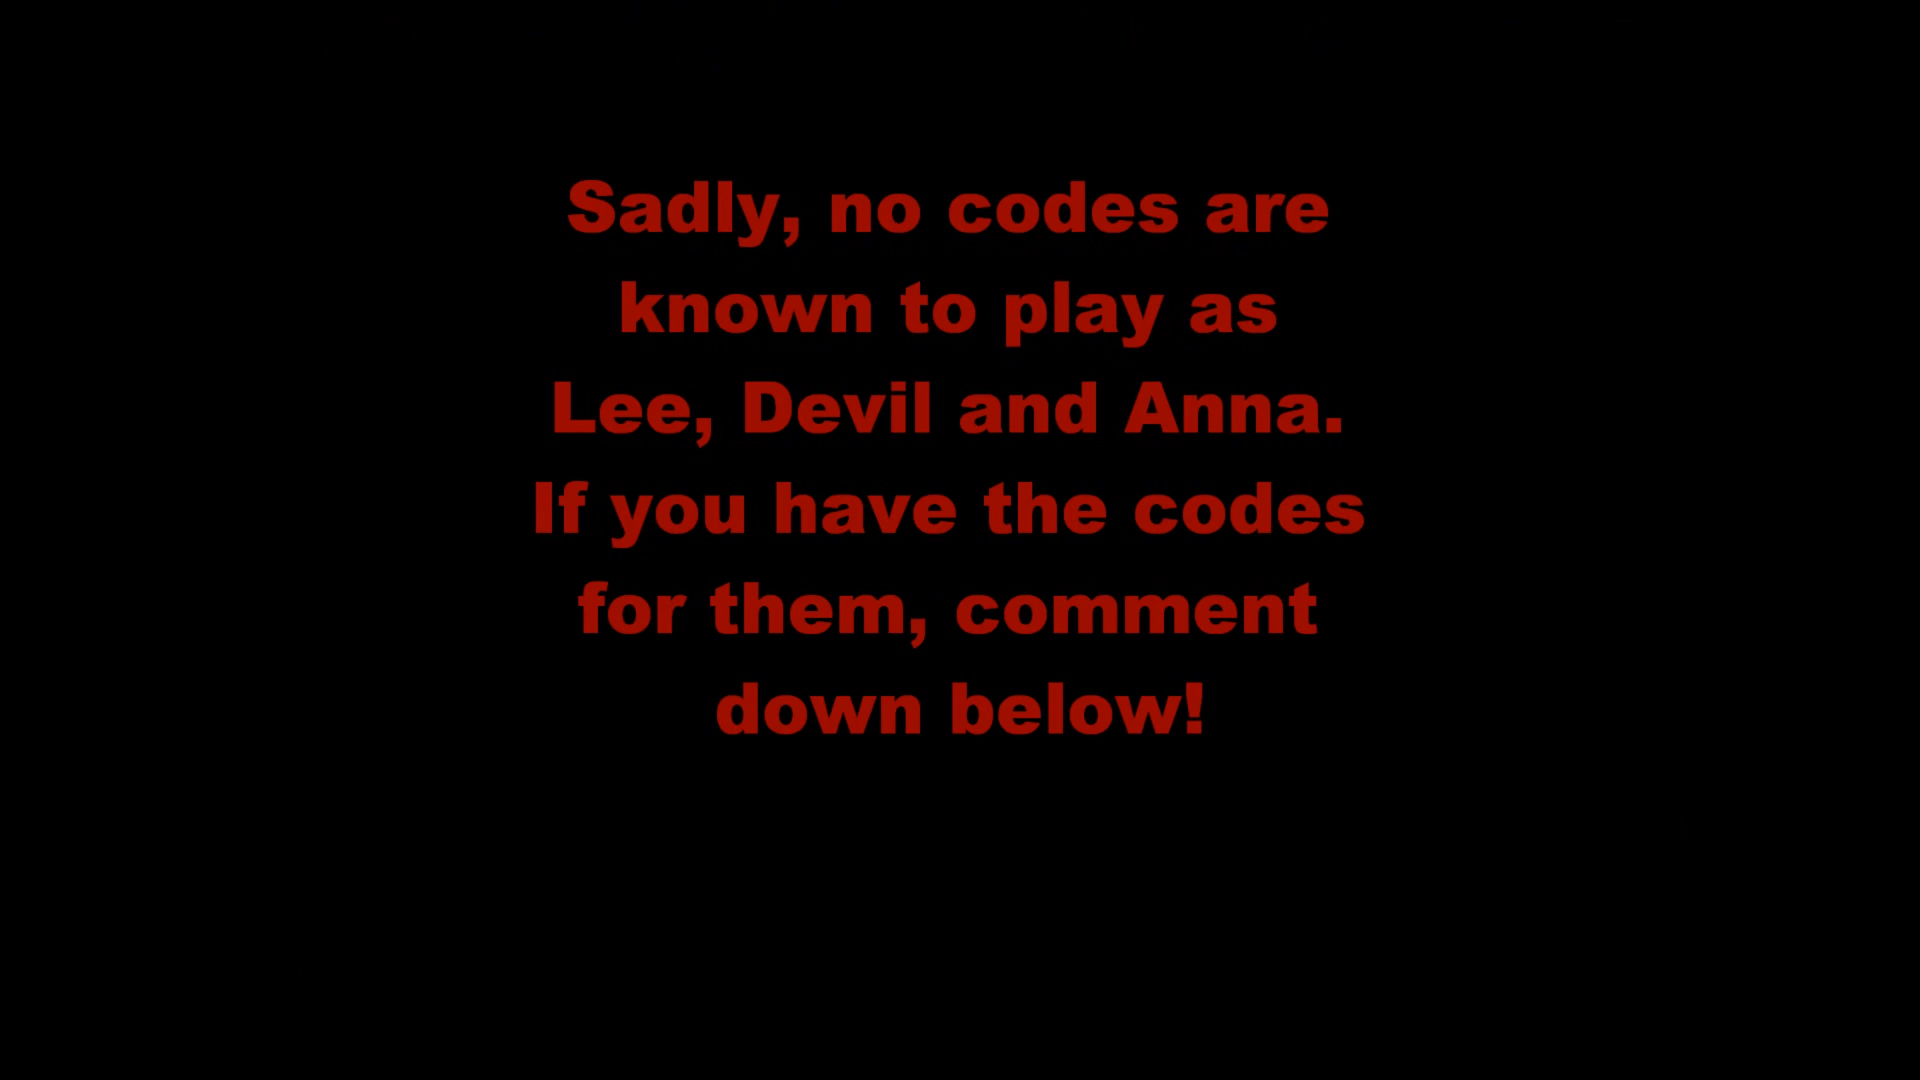 Sadly, no codes are
known to play as
Lee, Devil and Anna.
If you have the codes
for them, comment
down below!